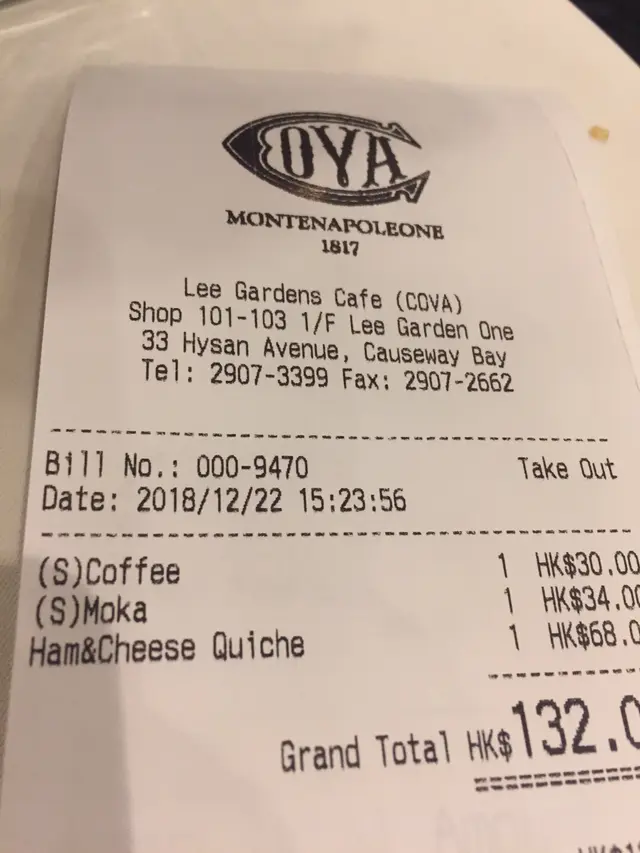 COVA
MONTENAPOLEONE
1817
Lee Gardens Cafe (COVA)
Shop 101-103 1/F Lee Garden One
33 Hysan Avenue, Causeway Bay
Tel: 2907-3399 Fax: 2907-2662
Bill No.: 000-9470 Take Out
Date: 2018/12/22 15:23:56
(S)Coffee 1 HK$30.00
(S)Moka 1 HK$34.00
Ham&Cheese Quiche 1 HK$68.0
Grand Total HK$132.0